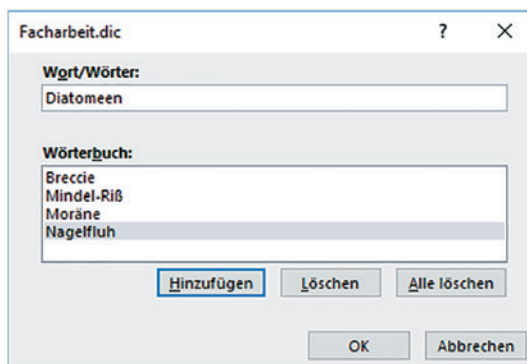 Facharbeit.dic ? ×
Wort/Wörter:
Diatomeen
Wörterbuch:
Breccie
Mindel-Riß
Moräne
Nagelfluh
Hinzufügen Löschen Alle löschen
OK Abbrechen